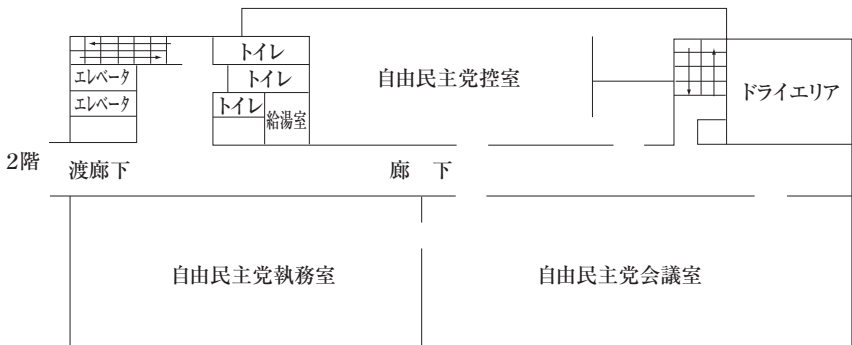 トイレ
エレベータ
トイレ
自由民主党控室
ドライエリア
エレベータ
トイレ
給湯室
2階
渡廊下
廊 下
自由民主党執務室
自由民主党会議室